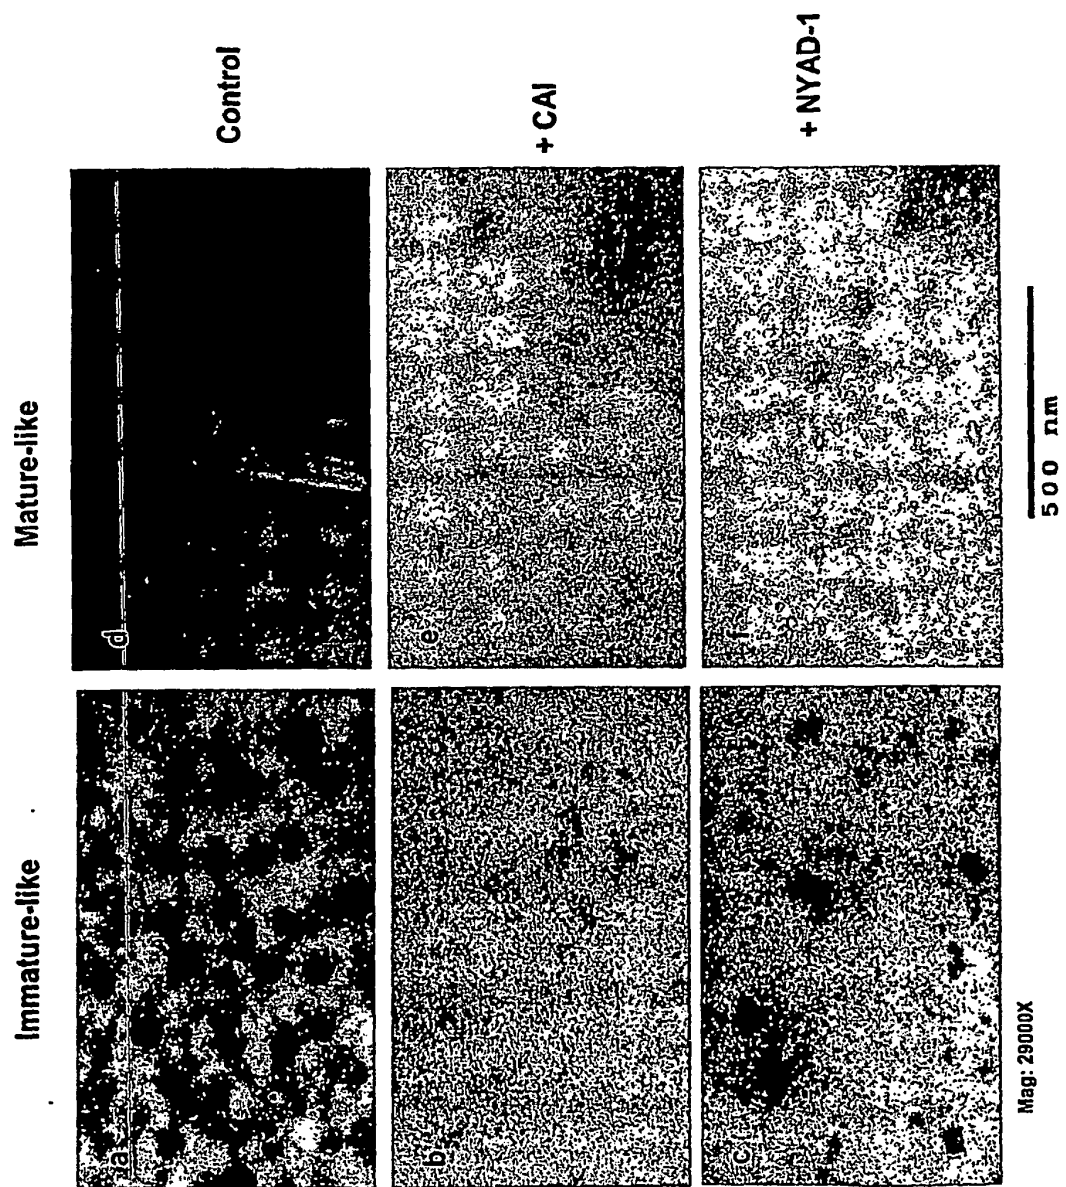 Immature-like
Mature-like
a
d
Control
b
e
+ CAI
c
f
+ NYAD-1
Mag: 29000X
500 nm